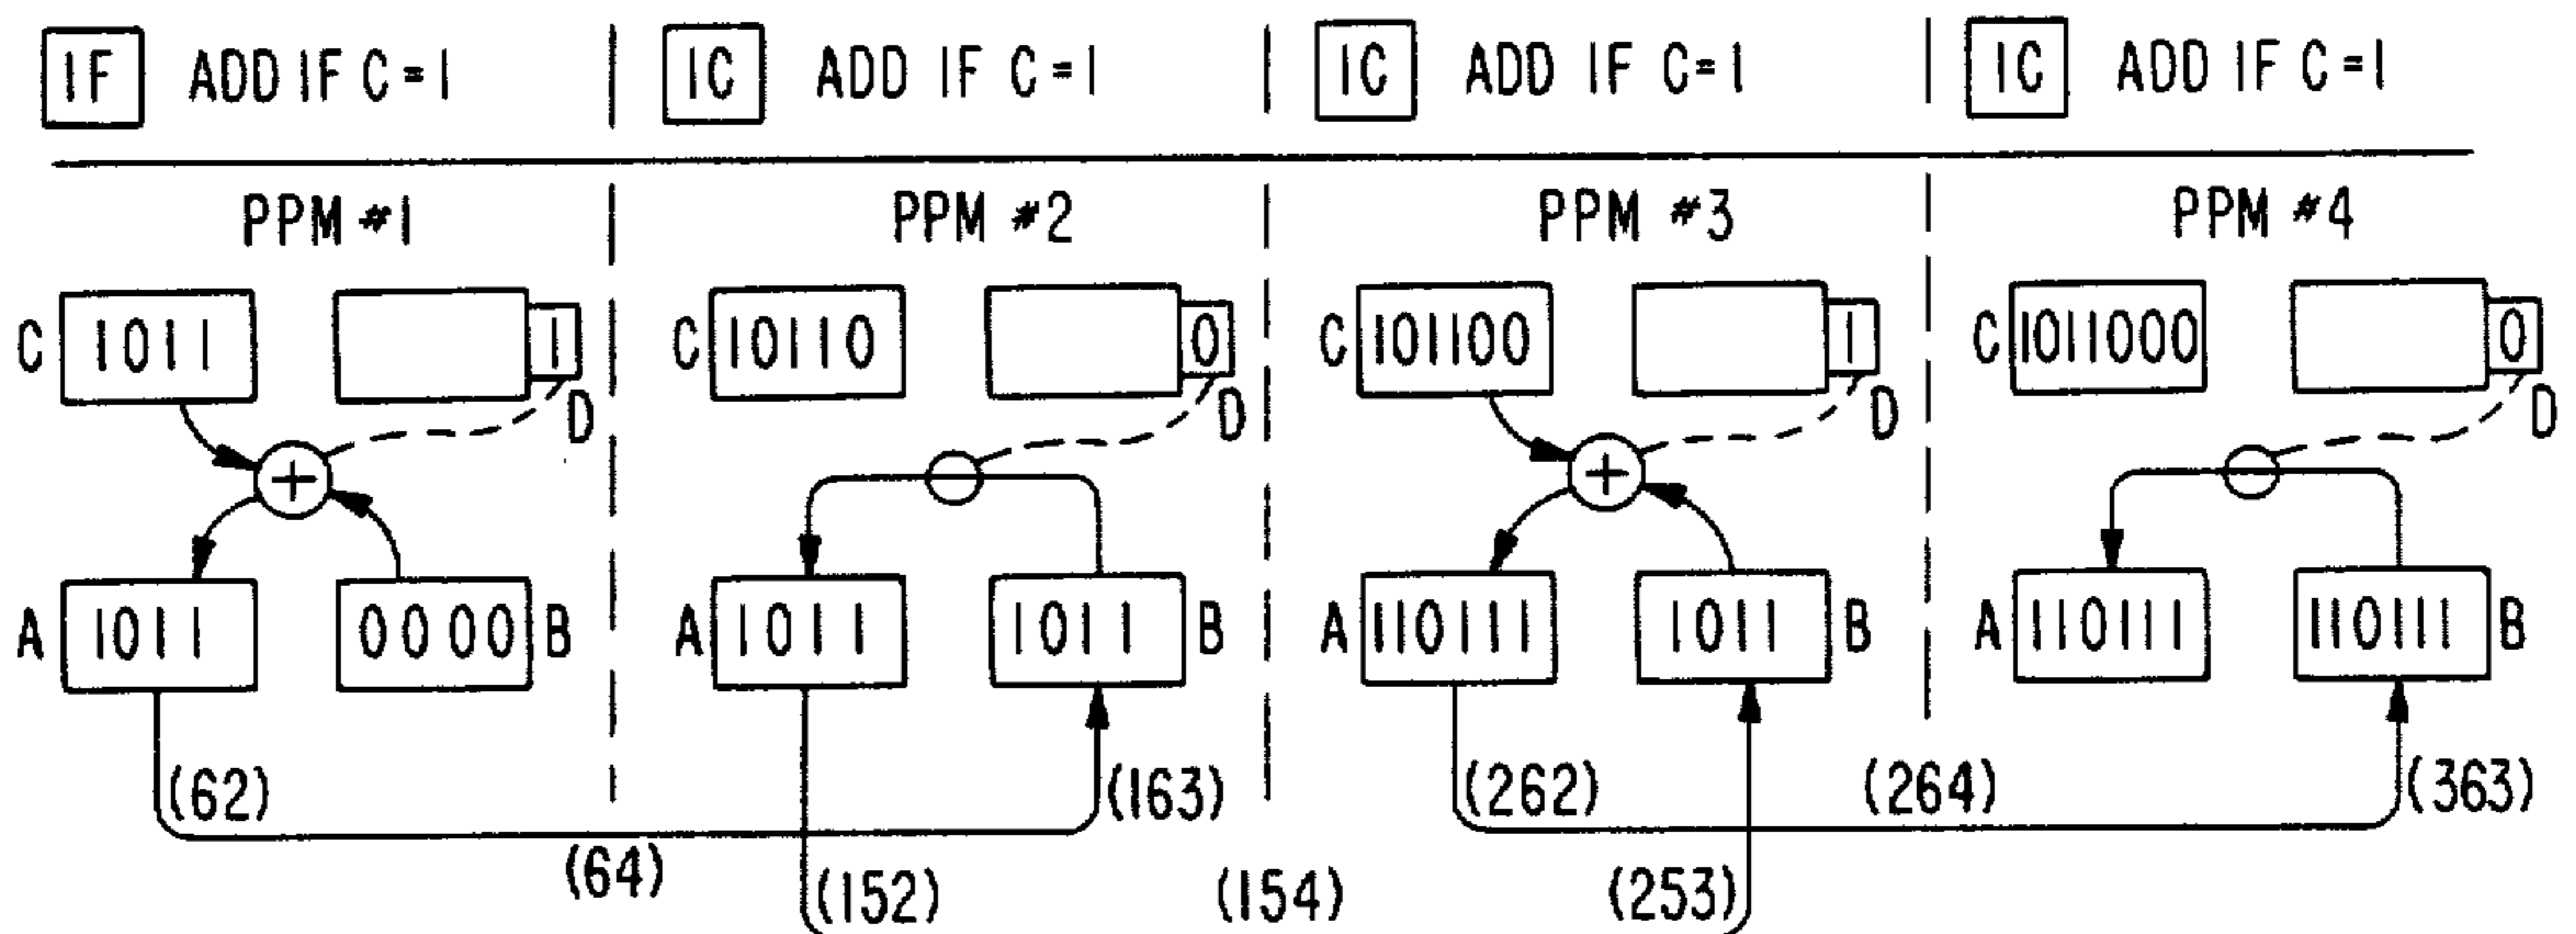 IF ADD IF C=1 IC ADD IF C=1 IC ADD IF C=1 IC ADD IF C=1
PPM #1 PPM #2 PPM #3 PPM #4
C 1011 1 C 10110 0 C 101100 1 C 1011000 0
D D D D
+ +
A 1011 0000 B A 1011 1011 B A 110111 1011 B A 110111 110111 B
(62) (163) (262) (264) (363)
(64) (152) (154) (253)